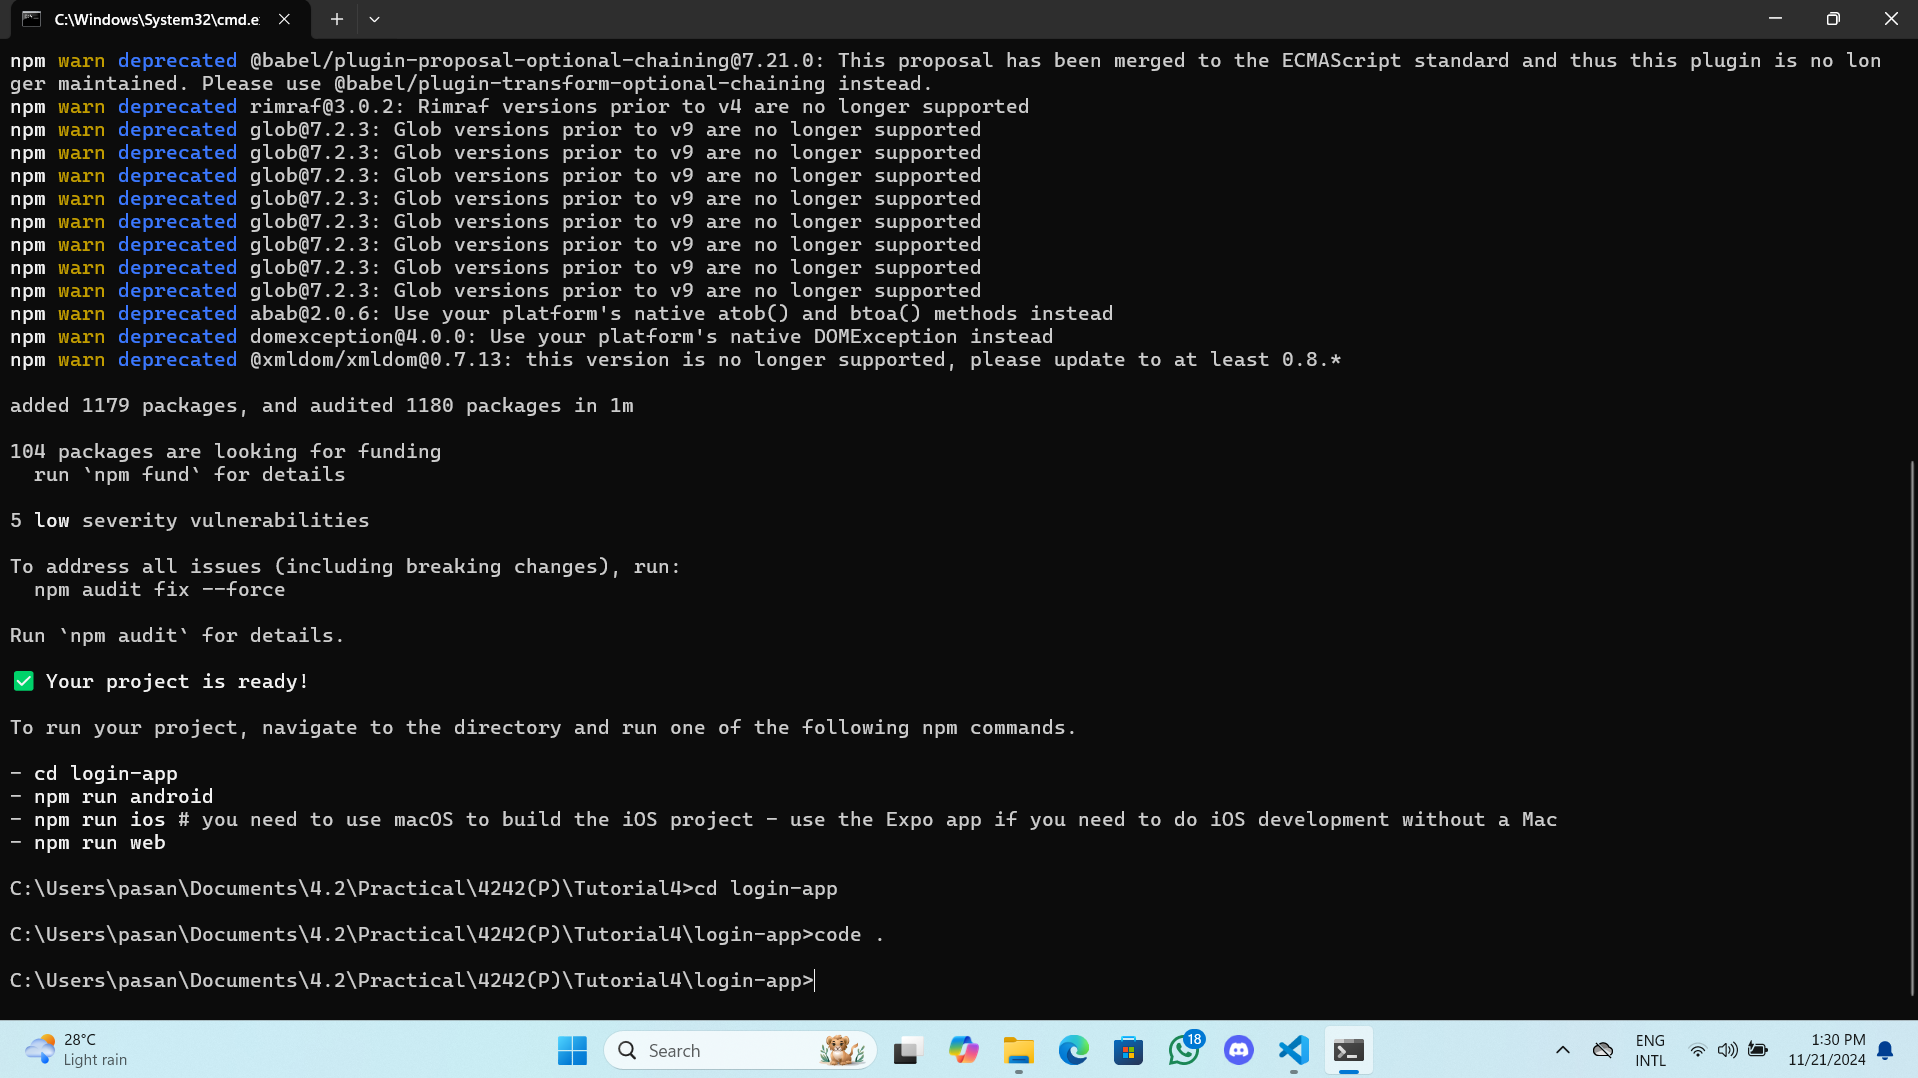 C:\Windows\System32\cmd.e
npm warn deprecated @babel/plugin-proposal-optional-chaining@7.21.0: This proposal has been merged to the ECMAScript standard and thus this plugin is no lon
ger maintained. Please use @babel/plugin-transform-optional-chaining instead.
npm warn deprecated rimraf@3.0.2: Rimraf versions prior to v4 are no longer supported
npm warn deprecated glob@7.2.3: Glob versions prior to v9 are no longer supported
npm warn deprecated glob@7.2.3: Glob versions prior to v9 are no longer supported
npm warn deprecated glob@7.2.3: Glob versions prior to v9 are no longer supported
npm warn deprecated glob@7.2.3: Glob versions prior to v9 are no longer supported
npm warn deprecated glob@7.2.3: Glob versions prior to v9 are no longer supported
npm warn deprecated glob@7.2.3: Glob versions prior to v9 are no longer supported
npm warn deprecated glob@7.2.3: Glob versions prior to v9 are no longer supported
npm warn deprecated glob@7.2.3: Glob versions prior to v9 are no longer supported
npm warn deprecated abab@2.0.6: Use your platform's native atob() and btoa() methods instead
npm warn deprecated domexception@4.0.0: Use your platform's native DOMException instead
npm warn deprecated @xmldom/xmldom@0.7.13: this version is no longer supported, please update to at least 0.8.*
added 1179 packages, and audited 1180 packages in 1m
104 packages are looking for funding
run `npm fund` for details
5 low severity vulnerabilities
To address all issues (including breaking changes), run:
npm audit fix --force
Run `npm audit` for details.
✅ Your project is ready!
To run your project, navigate to the directory and run one of the following npm commands.
- cd login-app
- npm run android
- npm run ios # you need to use macOS to build the iOS project - use the Expo app if you need to do iOS development without a Mac
- npm run web
C:\Users\pasan\Documents\4.2\Practical\4242(P)\Tutorial4>cd login-app
C:\Users\pasan\Documents\4.2\Practical\4242(P)\Tutorial4\login-app>code .
C:\Users\pasan\Documents\4.2\Practical\4242(P)\Tutorial4\login-app>
28°C
Light rain
Search
18
ENG
INTL
1:30 PM
11/21/2024